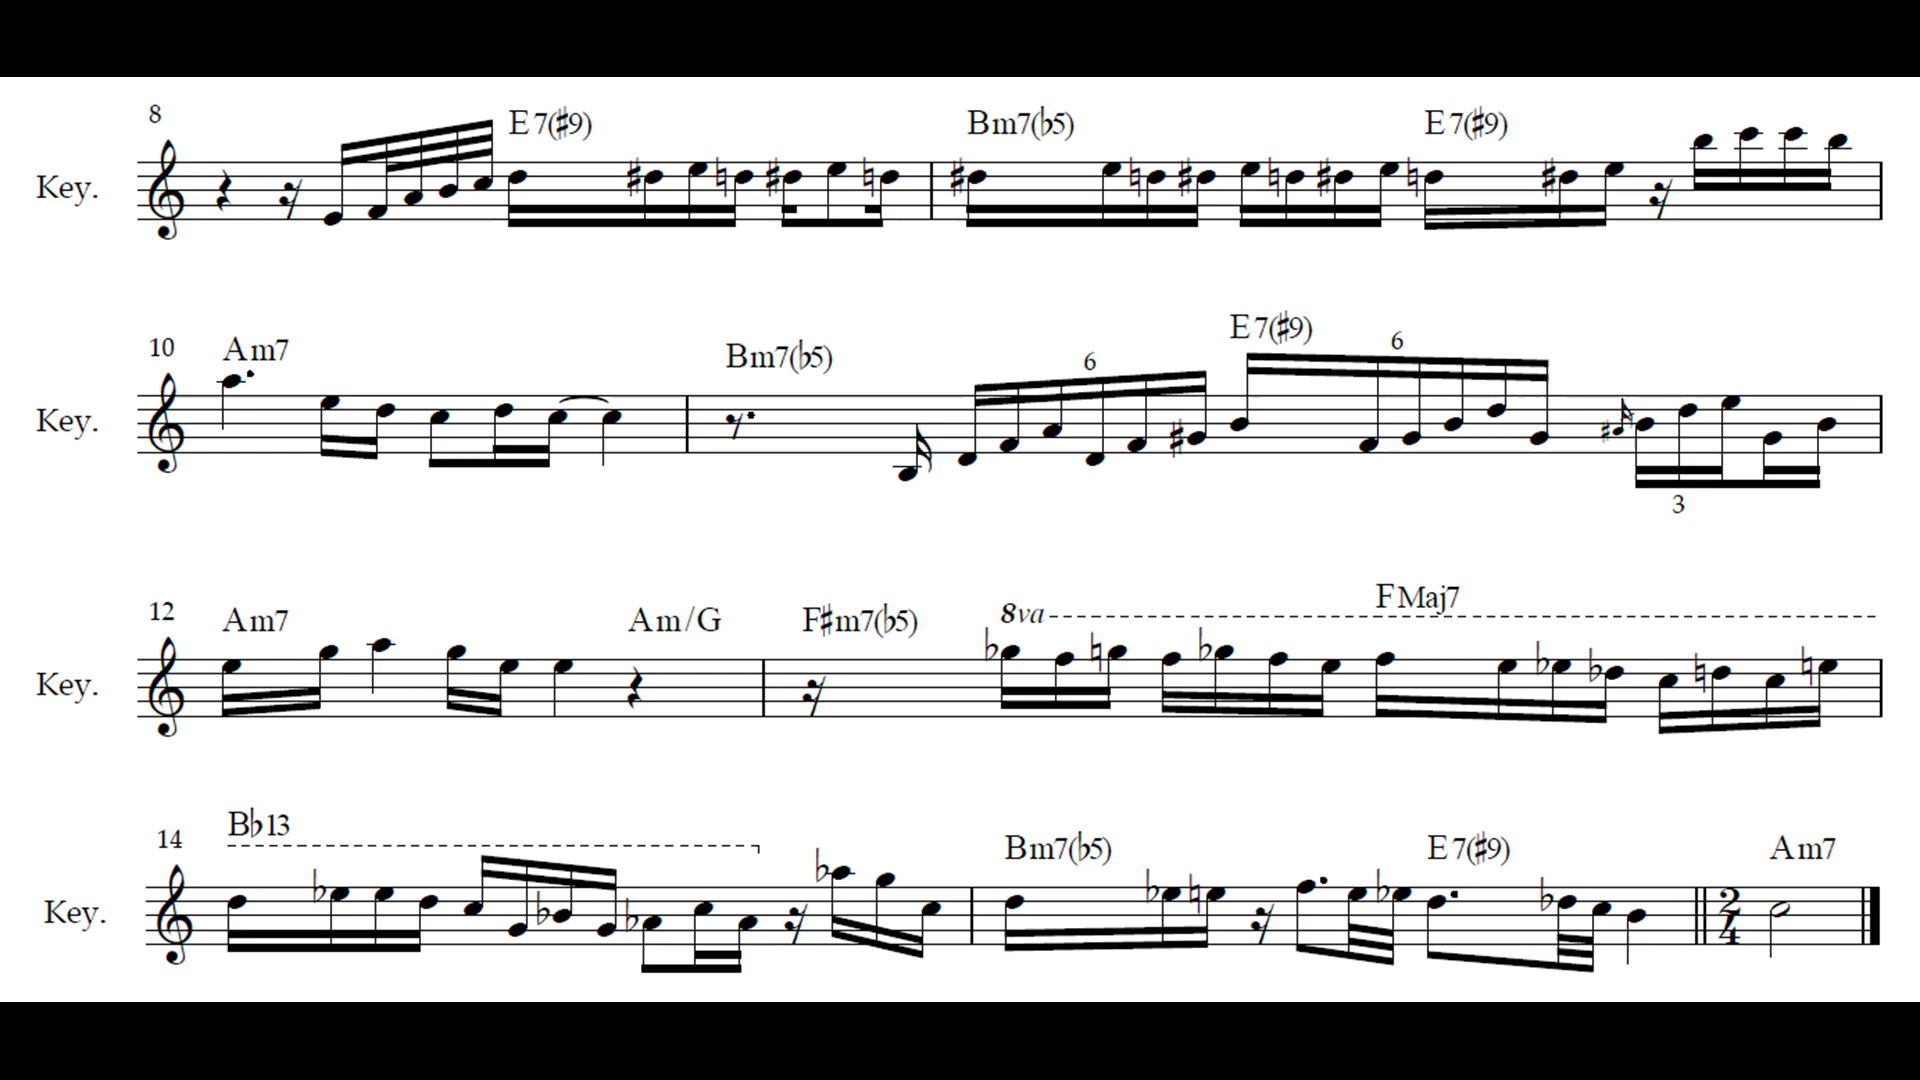 8 E7(♯9) Bm7(♭5) E7(♯9)
Key.
10 Am7 Bm7(♭5) 6 E7(♯9) 6
Key.
3
12 Am7 Am/G F♯m7(♭5) 8va FMaj7
Key.
14 B♭13 Bm7(♭5) E7(♯9) Am7
Key. 2
4